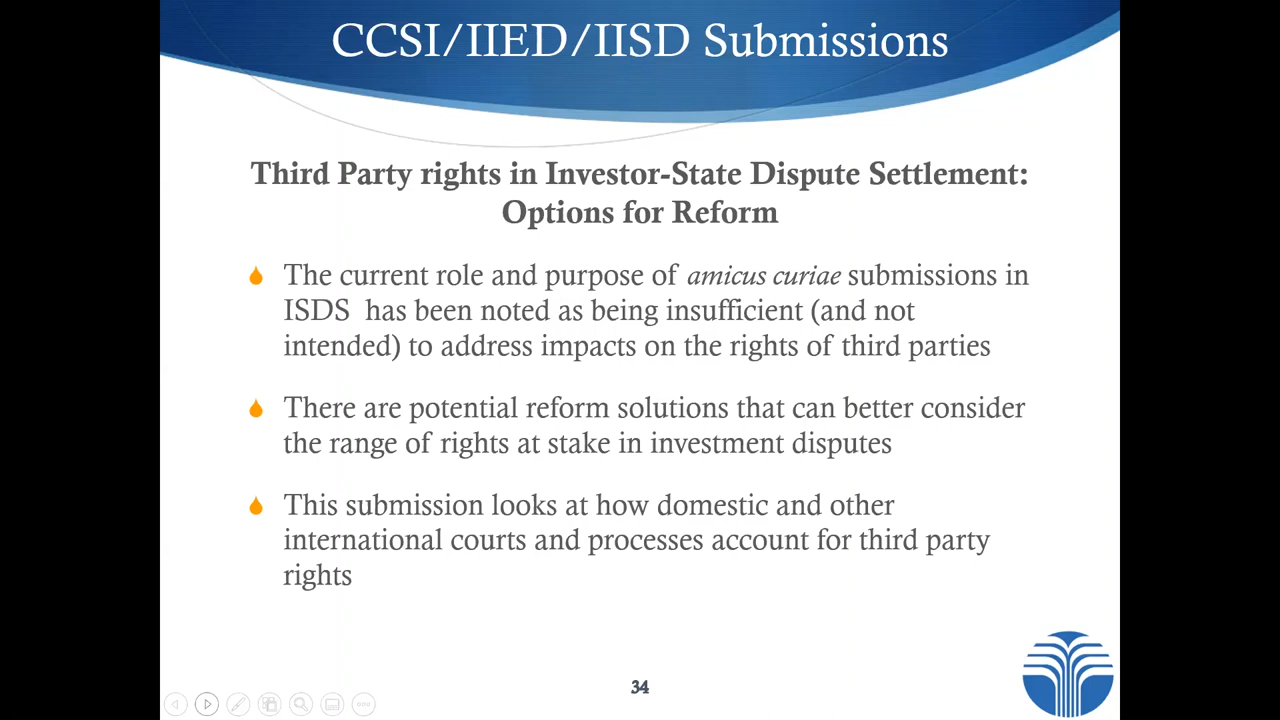 CCSI/IIED/IISD Submissions
Third Party rights in Investor-State Dispute Settlement:
Options for Reform
The current role and purpose of amicus curiae submissions in
ISDS has been noted as being insufficient (and not
intended) to address impacts on the rights of third parties
There are potential reform solutions that can better consider
the range of rights at stake in investment disputes
This submission looks at how domestic and other
international courts and processes account for third party
rights
34